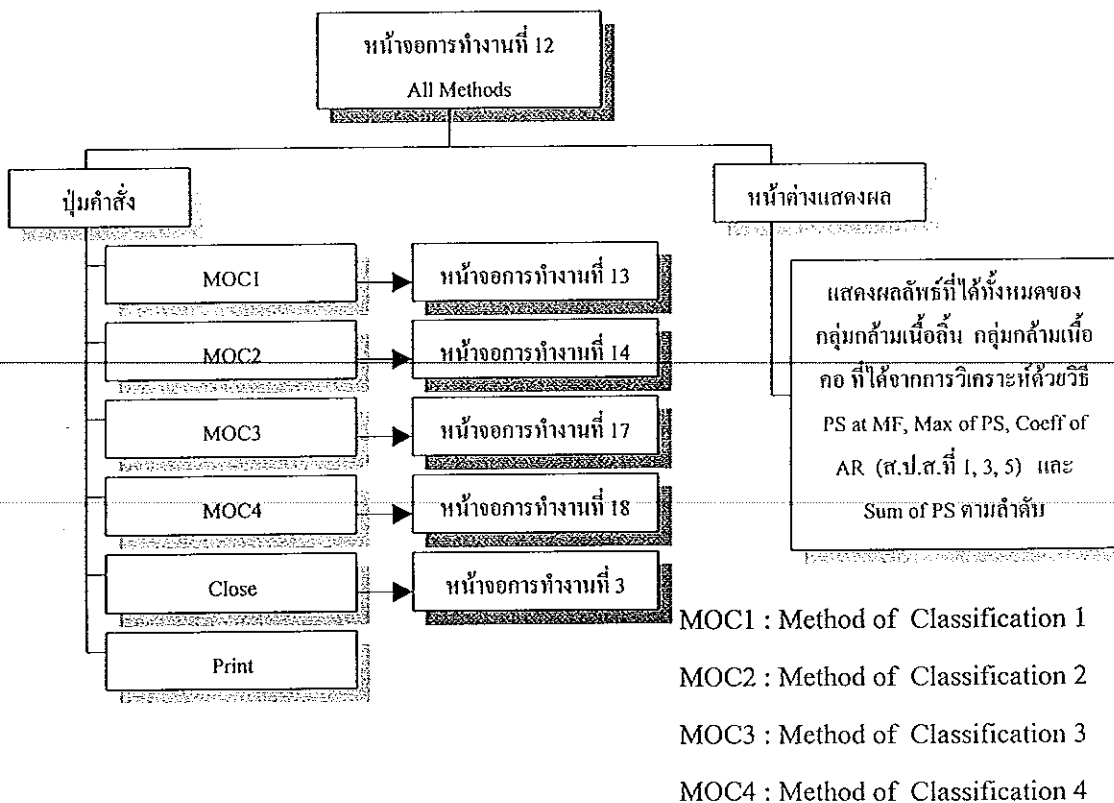 หน้าจอการทำงานที่ 12
All Methods
ปุ่มคำสั่ง
หน้าต่างแสดงผล
MOC1
หน้าจอการทำงานที่ 13
MOC2
หน้าจอการทำงานที่ 14
MOC3
หน้าจอการทำงานที่ 17
MOC4
หน้าจอการทำงานที่ 18
Close
หน้าจอการทำงานที่ 3
Print
แสดงผลลัพธ์ที่ได้ทั้งหมดของ
กลุ่มกล้ามเนื้อลิ้น กลุ่มกล้ามเนื้อ
คอ ที่ได้จากการวิเคราะห์ด้วยวิธี
PS at MF, Max of PS, Coeff of
AR (ส.ป.ส.ที่ 1, 3, 5) และ
Sum of PS ตามลำดับ
MOC1 : Method of Classification 1
MOC2 : Method of Classification 2
MOC3 : Method of Classification 3
MOC4 : Method of Classification 4